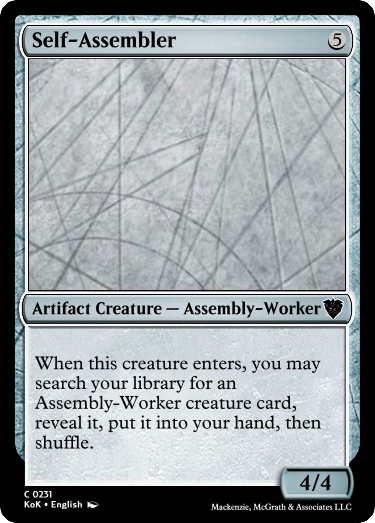 Self-Assembler 5
Artifact Creature — Assembly-Worker
When this creature enters, you may
search your library for an
Assembly-Worker creature card,
reveal it, put it into your hand, then
shuffle.
4/4
C 0231
KoK • English
Mackenzie, McGrath & Associates LLC